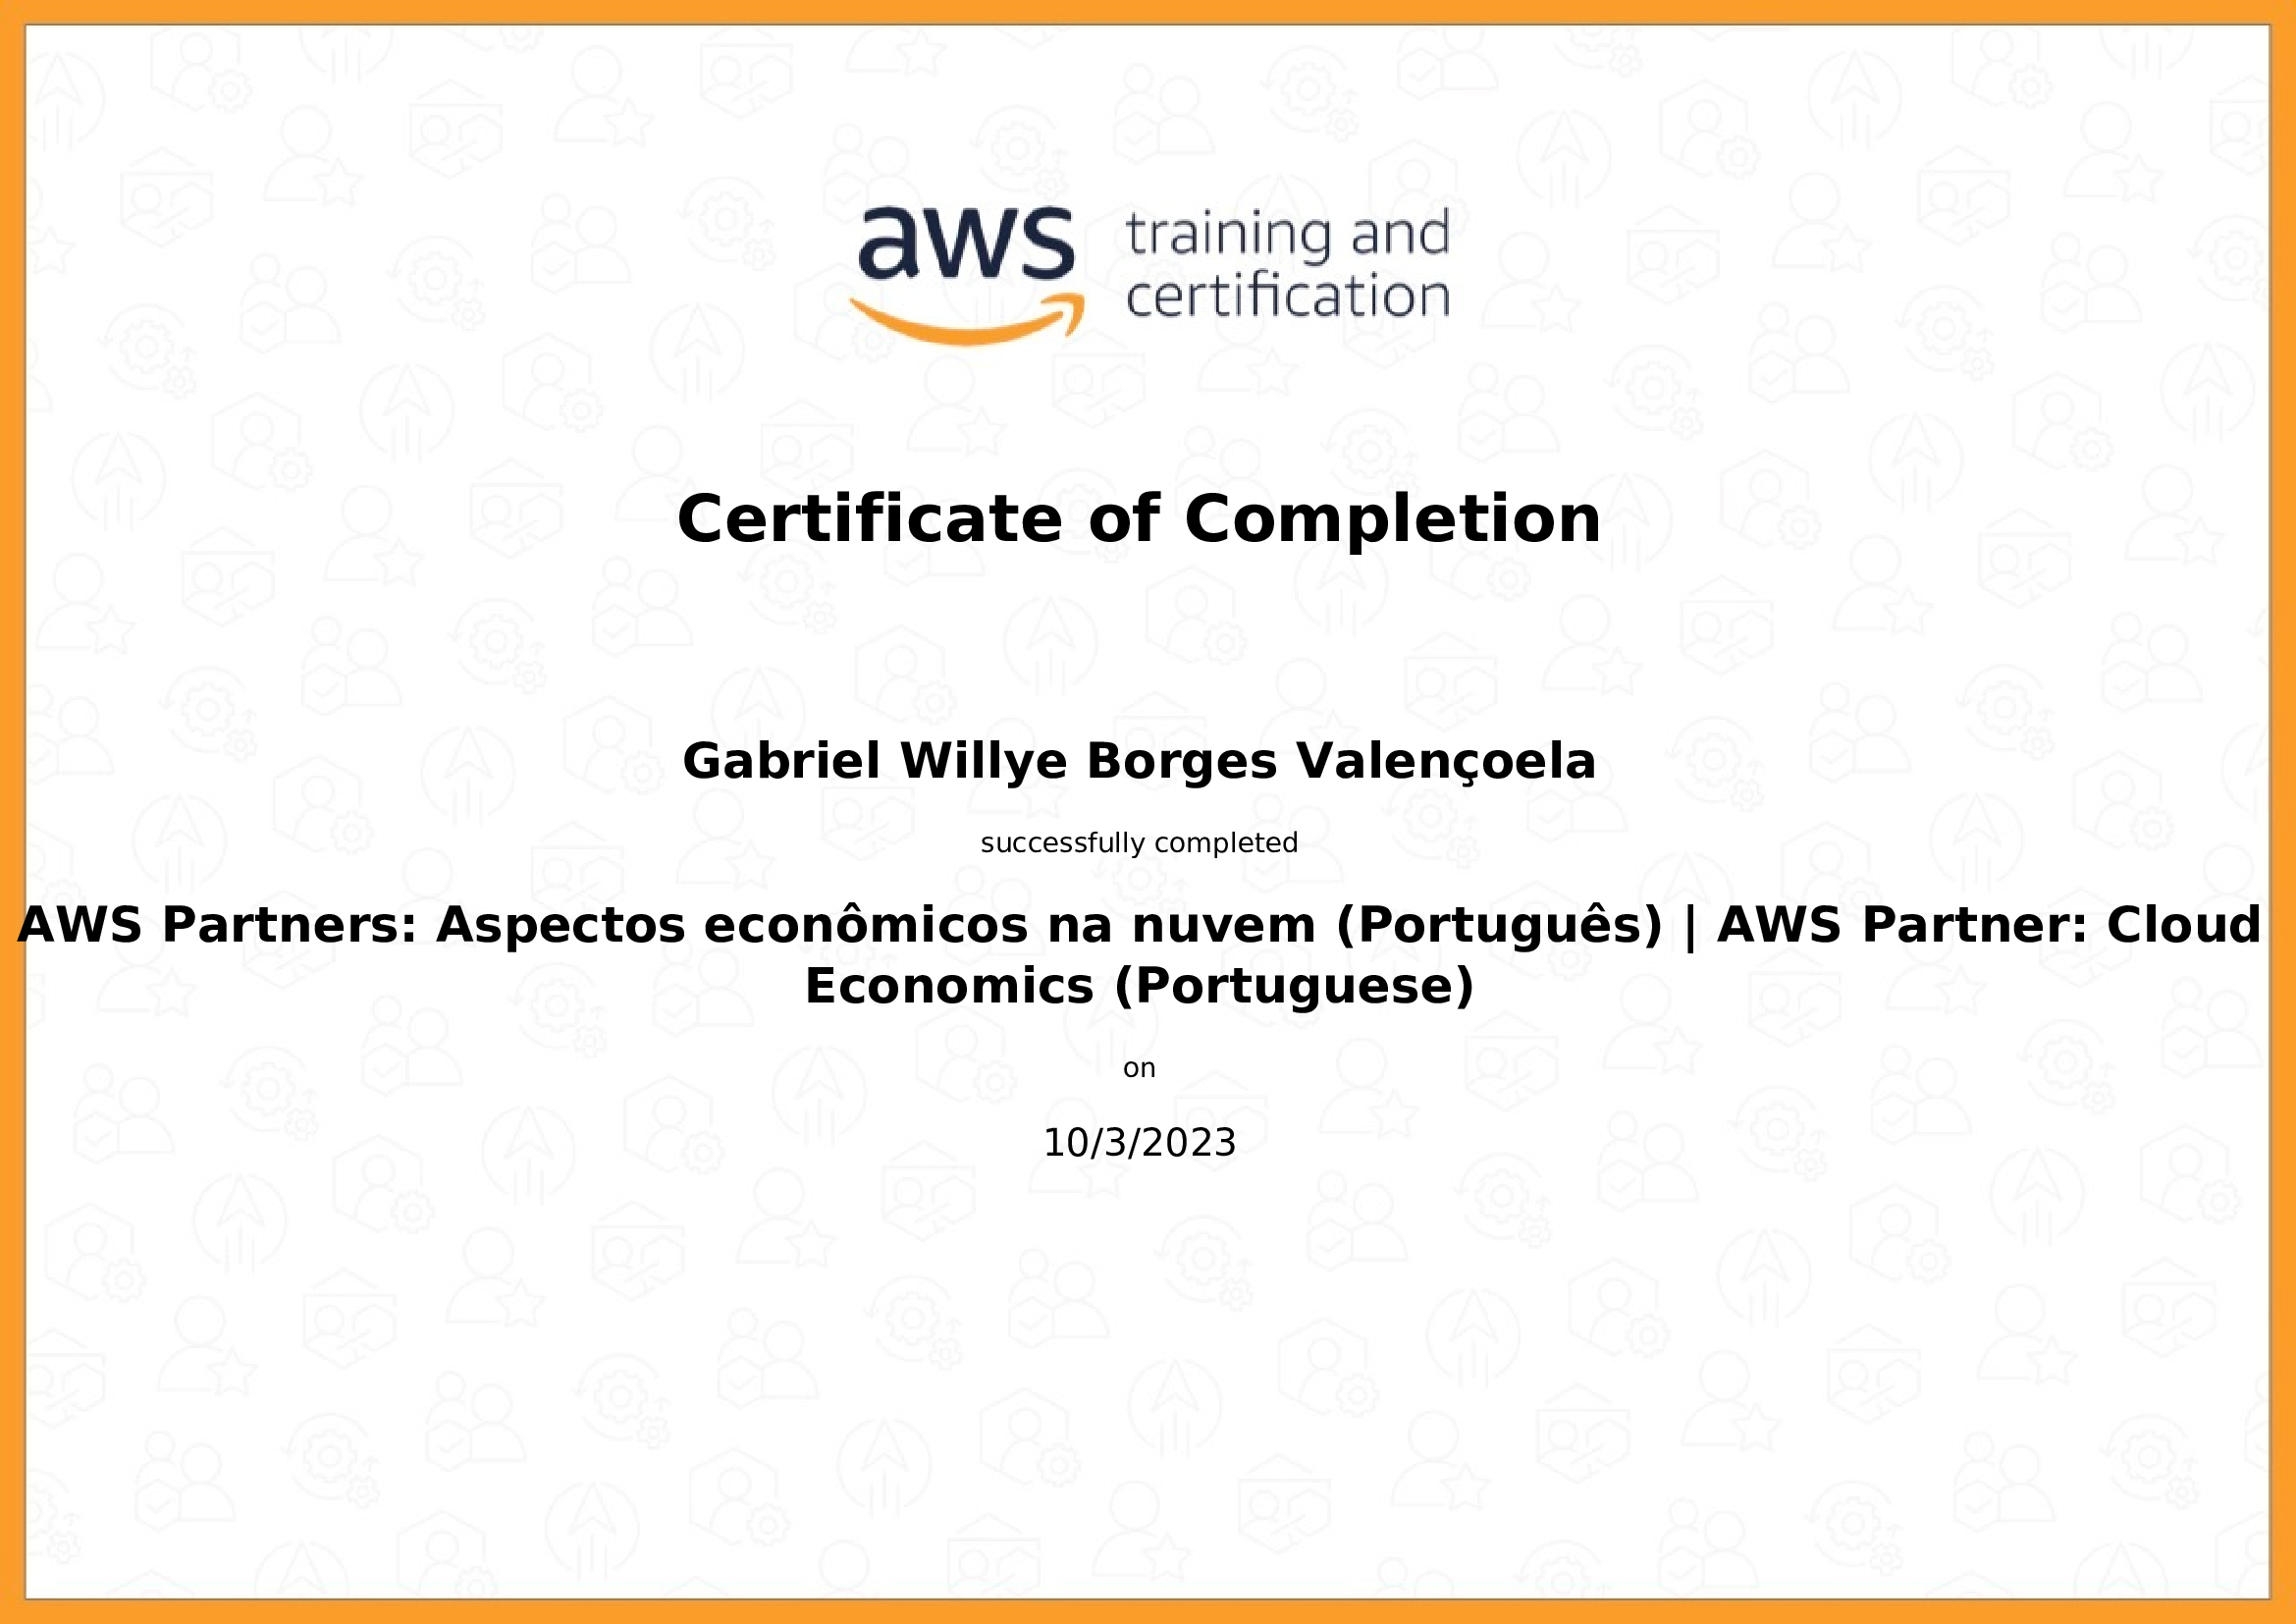 aws training and
certification
Certificate of Completion
Gabriel Willye Borges Valençoela
successfully completed
AWS Partners: Aspectos econômicos na nuvem (Português) | AWS Partner: Cloud
Economics (Portuguese)
on
10/3/2023